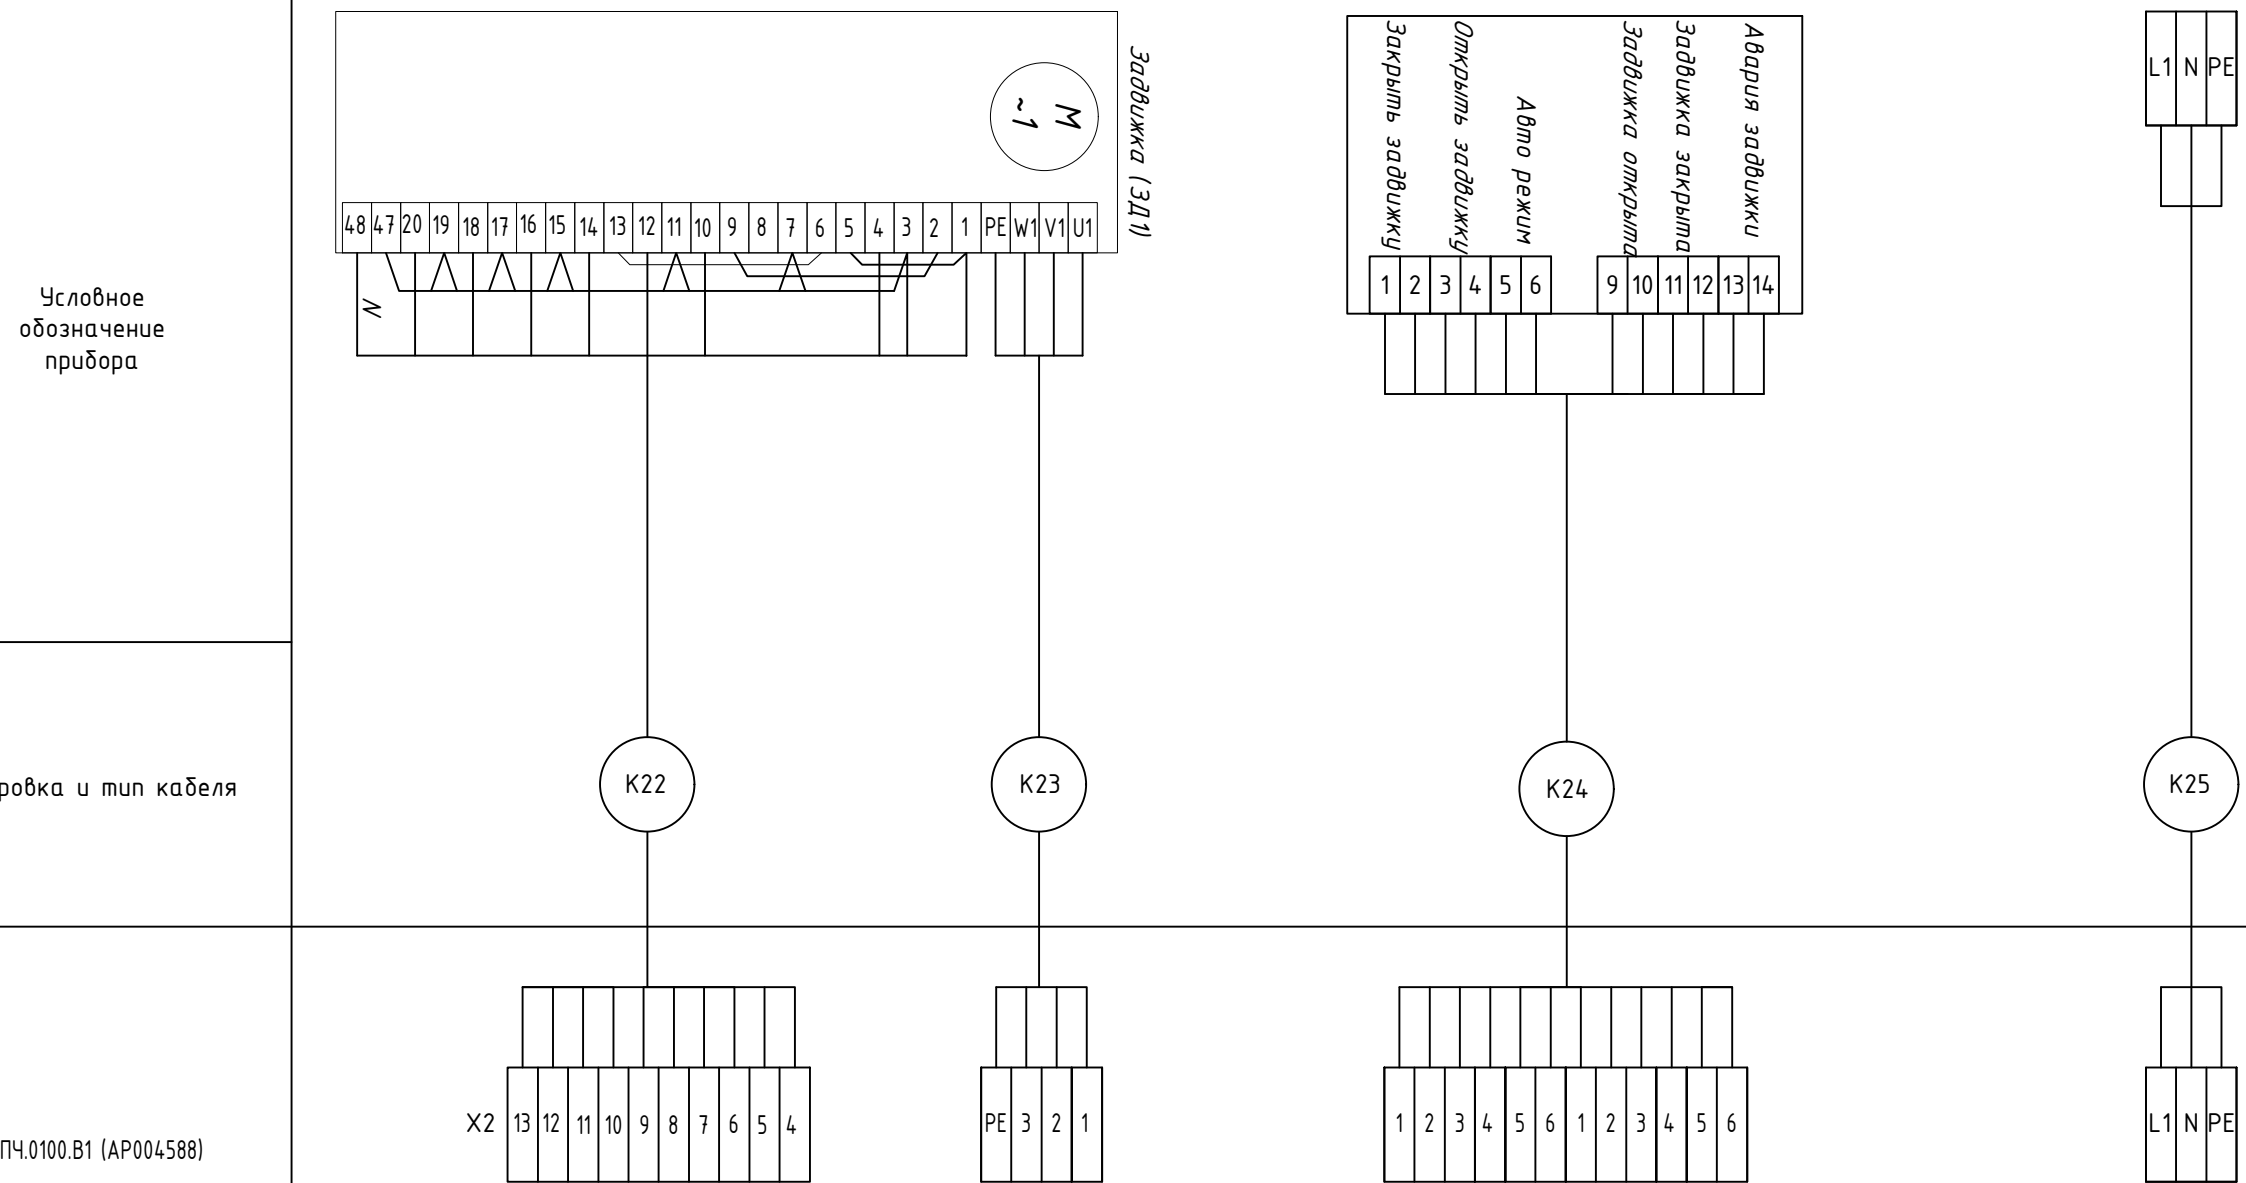 Условное
обозначение
прибора
ровка и тип кабеля
ПЧ.0100.В1 (АР004588)
М
~1
Задвижка (ЗД1)
48 47 20 19 18 17 16 15 14 13 12 11 10 9 8 7 6 5 4 3 2 1 PE W1 V1 U1
N
Закрыть задвижку
Открыть задвижку
Авто режим
Задвижка открыта
Задвижка закрыта
Авария задвижки
1 2 3 4 5 6 9 10 11 12 13 14
L1 N PE
К22
К23
К24
К25
X2 13 12 11 10 9 8 7 6 5 4
PE 3 2 1
1 2 3 4 5 6 1 2 3 4 5 6
L1 N PE